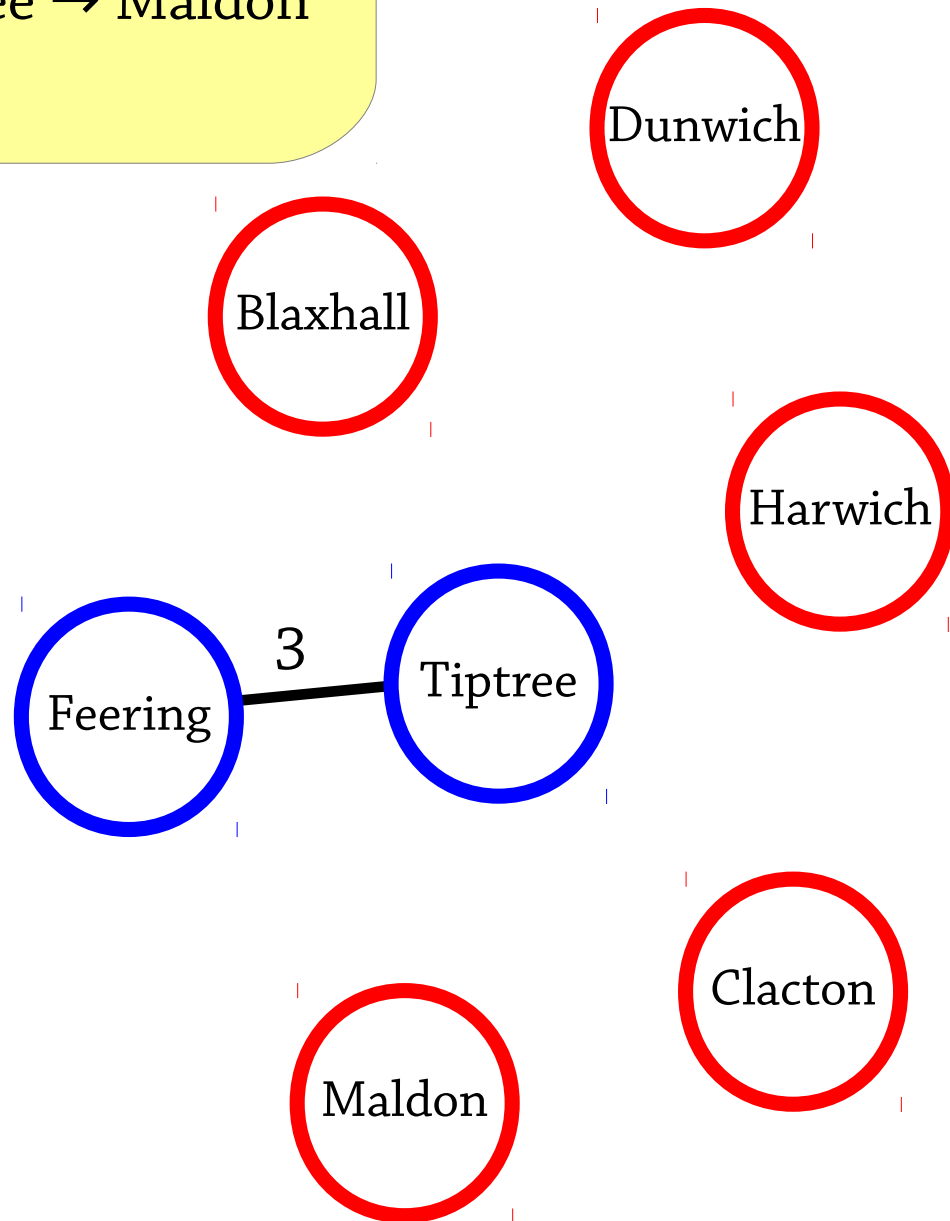 → Maldon
Dunwich
Blaxhall
Harwich
3
Tiptree
Feering
Clacton
Maldon